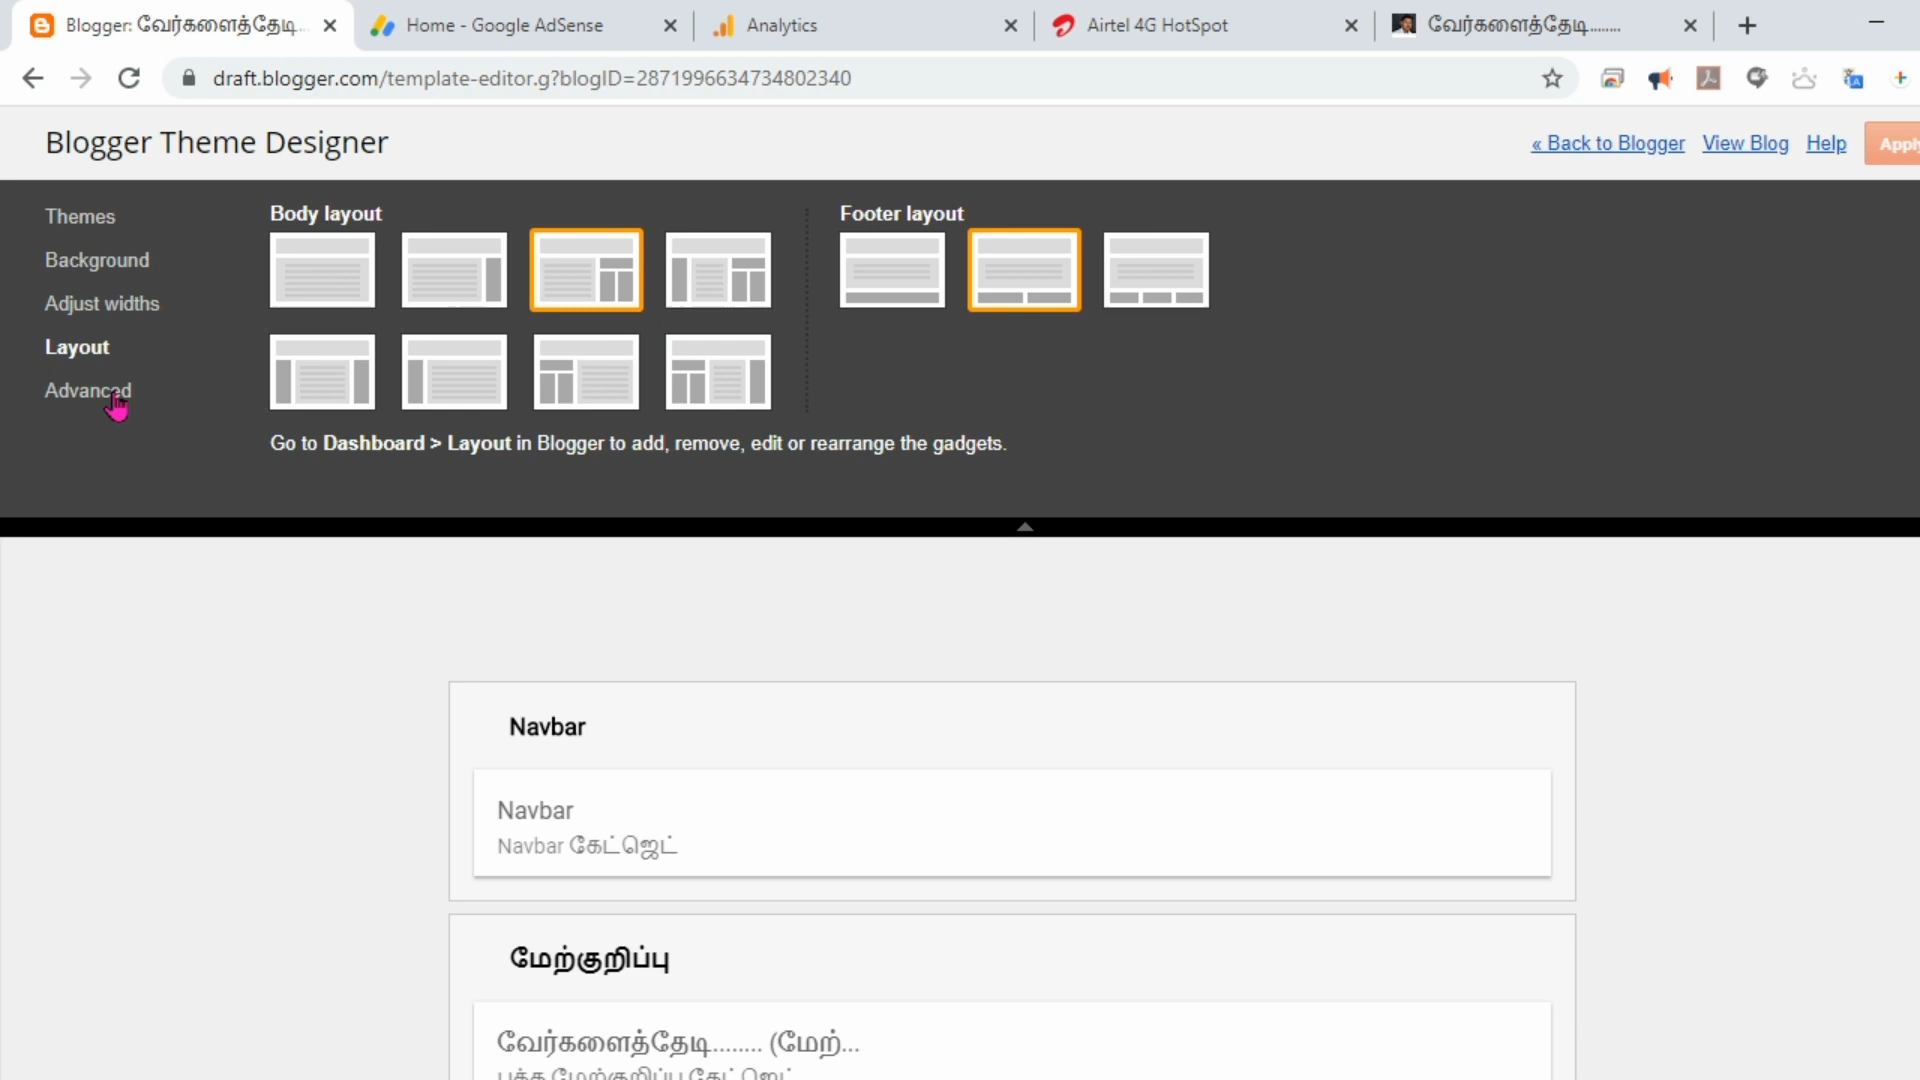 Blogger: வேர்களைத்தேடி...
Home - Google AdSense
Analytics
Airtel 4G HotSpot
வேர்களைத்தேடி........
draft.blogger.com/template-editor.g?blogID=2871996634734802340
Blogger Theme Designer
« Back to Blogger
View Blog
Help
Apply
Themes
Background
Adjust widths
Layout
Advanced
Body layout
Footer layout
Go to Dashboard > Layout in Blogger to add, remove, edit or rearrange the gadgets.
Navbar
Navbar
Navbar கேட்ஜெட்
மேற்குறிப்பு
வேர்களைத்தேடி........ (மேற்...
பக்க மேற்குறிப்பு கேட்ஜெட்